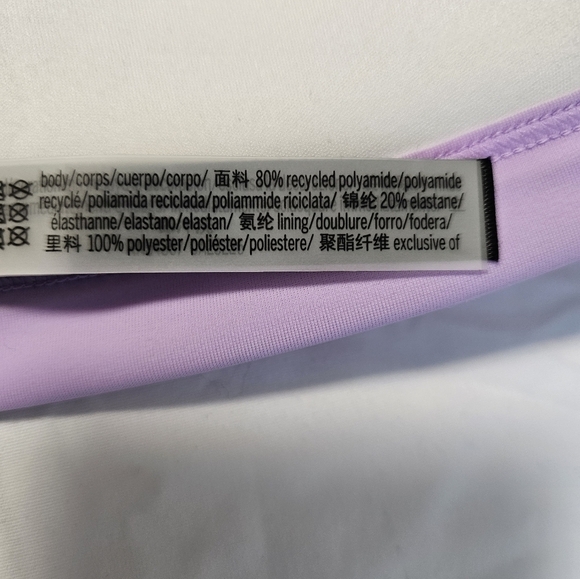 body/corps/cuerpo/corpo/ 面料 80% recycled polyamide/polyamide
recyclé/poliamida reciclada/poliammide riciclata/ 锦纶 20% elastane/
élasthanne/elastano/elastan/ 氨纶 lining/doublure/forro/fodera/
里料 100% polyester/poliéster/poliestere/ 聚酯纤维 exclusive of